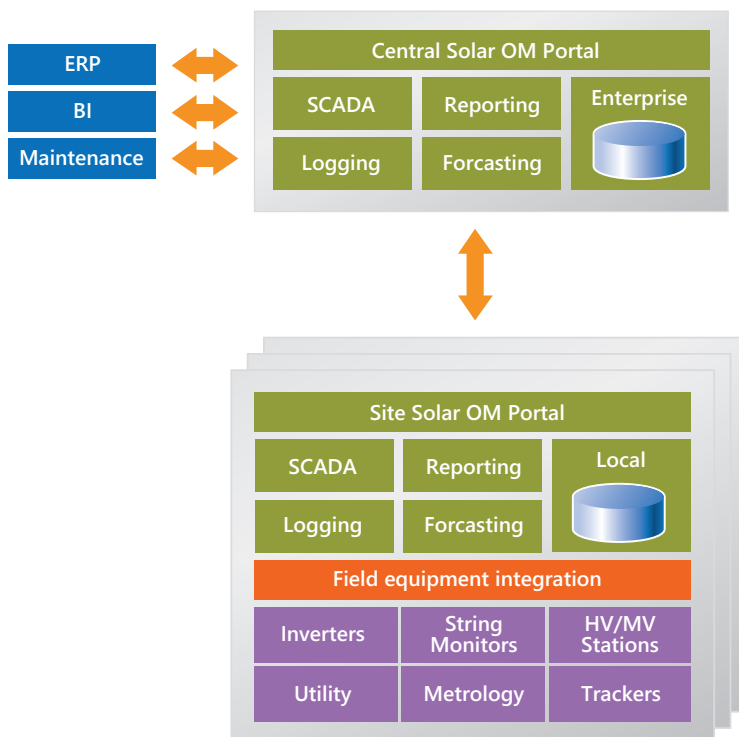 ERP
BI
Maintenance
Central Solar OM Portal
SCADA
Reporting
Enterprise
Logging
Forcasting
Site Solar OM Portal
SCADA
Reporting
Local
Logging
Forcasting
Field equipment integration
Inverters
String
Monitors
HV/MV
Stations
Utility
Metrology
Trackers